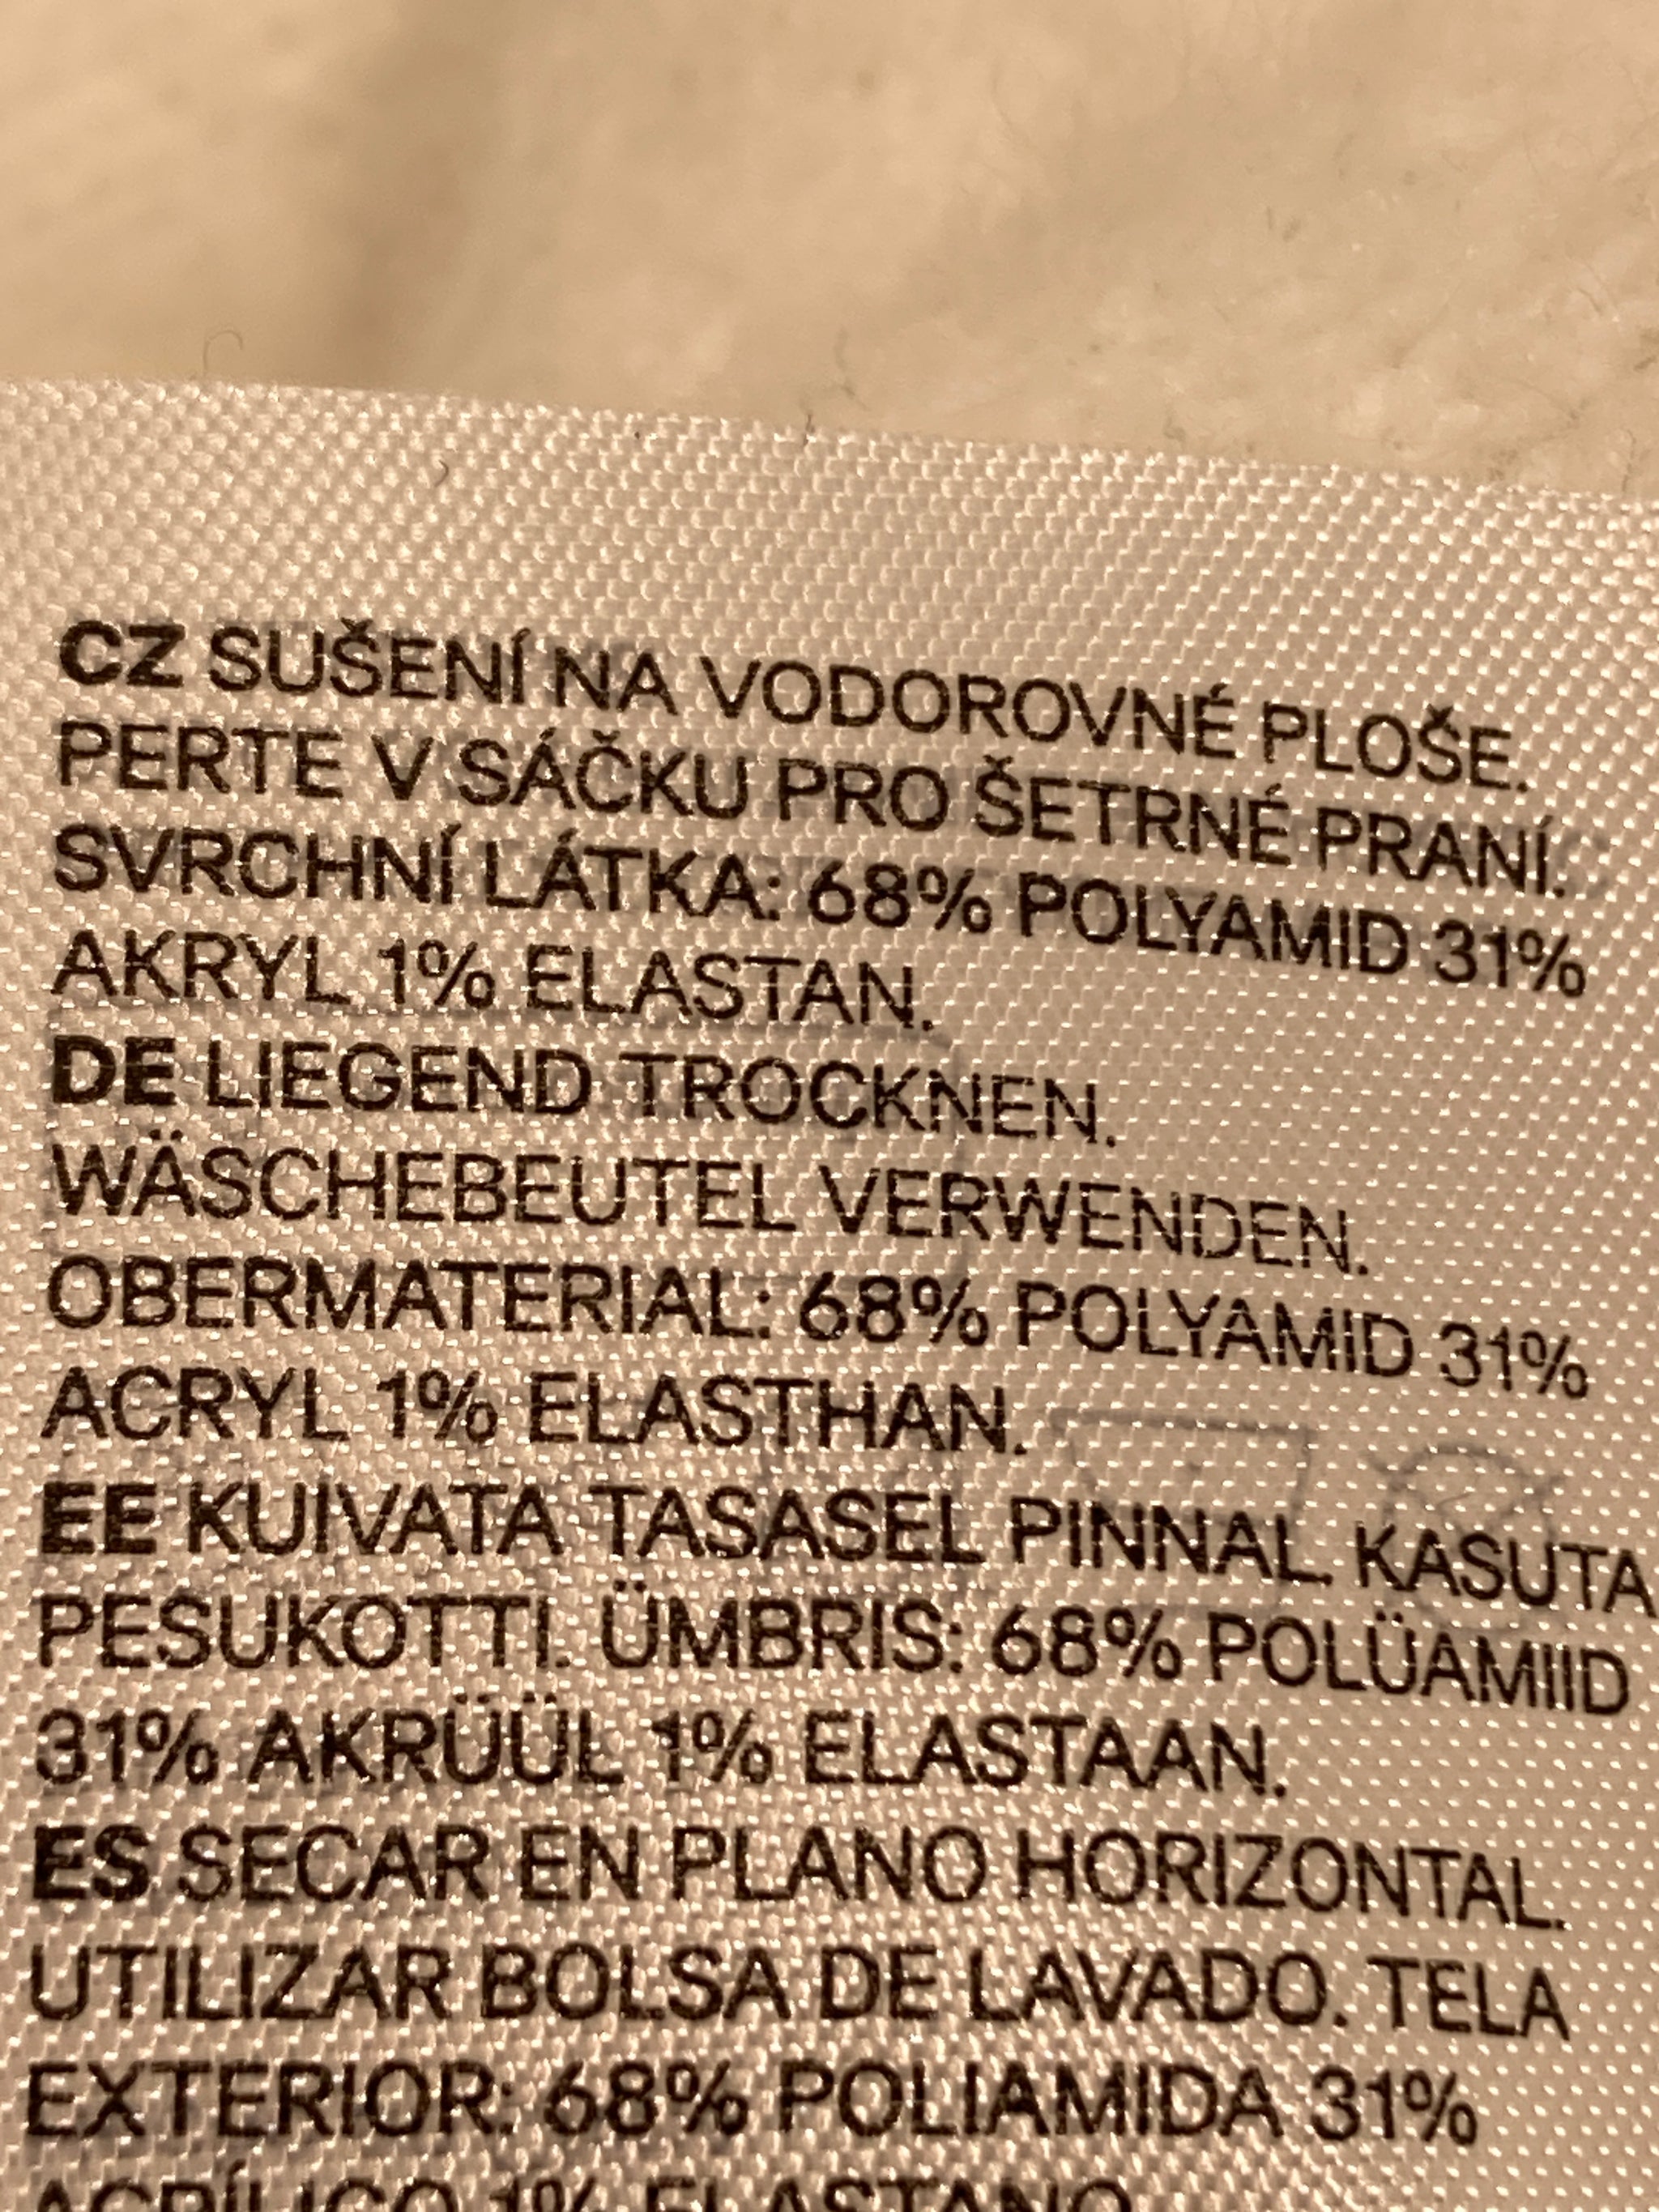 CZ SUŠENÍ NA VODOROVNÉ PLOŠE.
PERTE V SÁČKU PRO ŠETRNÉ PRANÍ.
SVRCHNÍ LÁTKA: 68% POLYAMID 31%
AKRYL 1% ELASTAN.
DE LIEGEND TROCKNEN.
WÄSCHEBEUTEL VERWENDEN.
OBERMATERIAL: 68% POLYAMID 31%
ACRYL 1% ELASTHAN.
EE KUIVATA TASASEL PINNAL. KASUTA
PESUKOTTI. ÜMBRIS: 68% POLÜAMIID
31% AKRÜÜL 1% ELASTAAN.
ES SECAR EN PLANO HORIZONTAL.
UTILIZAR BOLSA DE LAVADO. TELA
EXTERIOR: 68% POLIAMIDA 31%
ACRÍLICO 1% ELASTANO